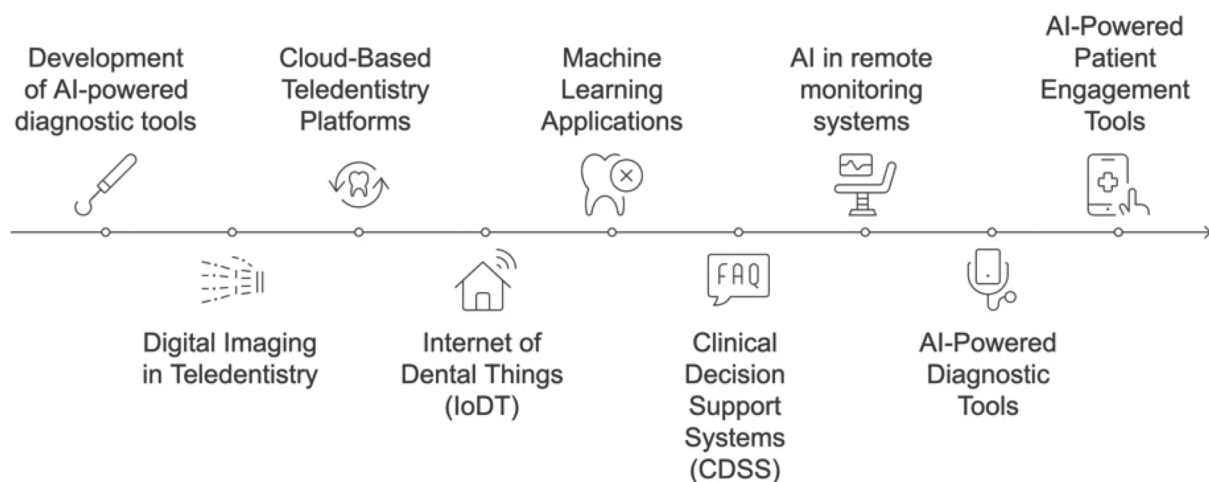 Development
of AI-powered
diagnostic tools
Cloud-Based
Teledentistry
Platforms
Machine
Learning
Applications
AI in remote
monitoring
systems
AI-Powered
Patient
Engagement
Tools
Digital Imaging
in Teledentistry
Internet of
Dental Things
(IoDT)
FAQ
Clinical
Decision
Support
Systems
(CDSS)
AI-Powered
Diagnostic
Tools